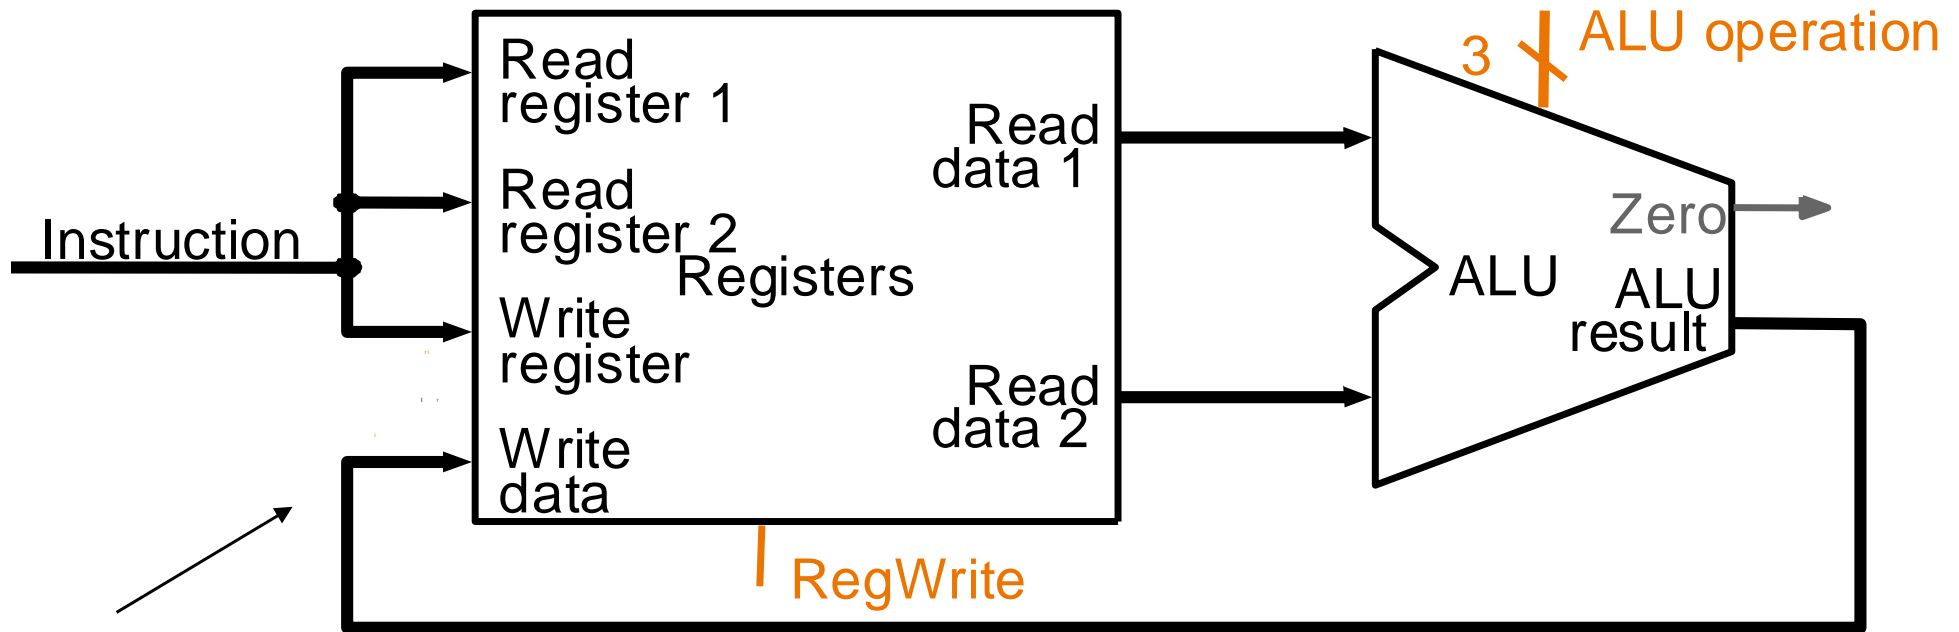 Instruction
Read
register 1
Read
register 2
Registers
Write
register
Write
data
Read
data 1
Read
data 2
RegWrite
3
ALU operation
Zero
ALU
ALU
result